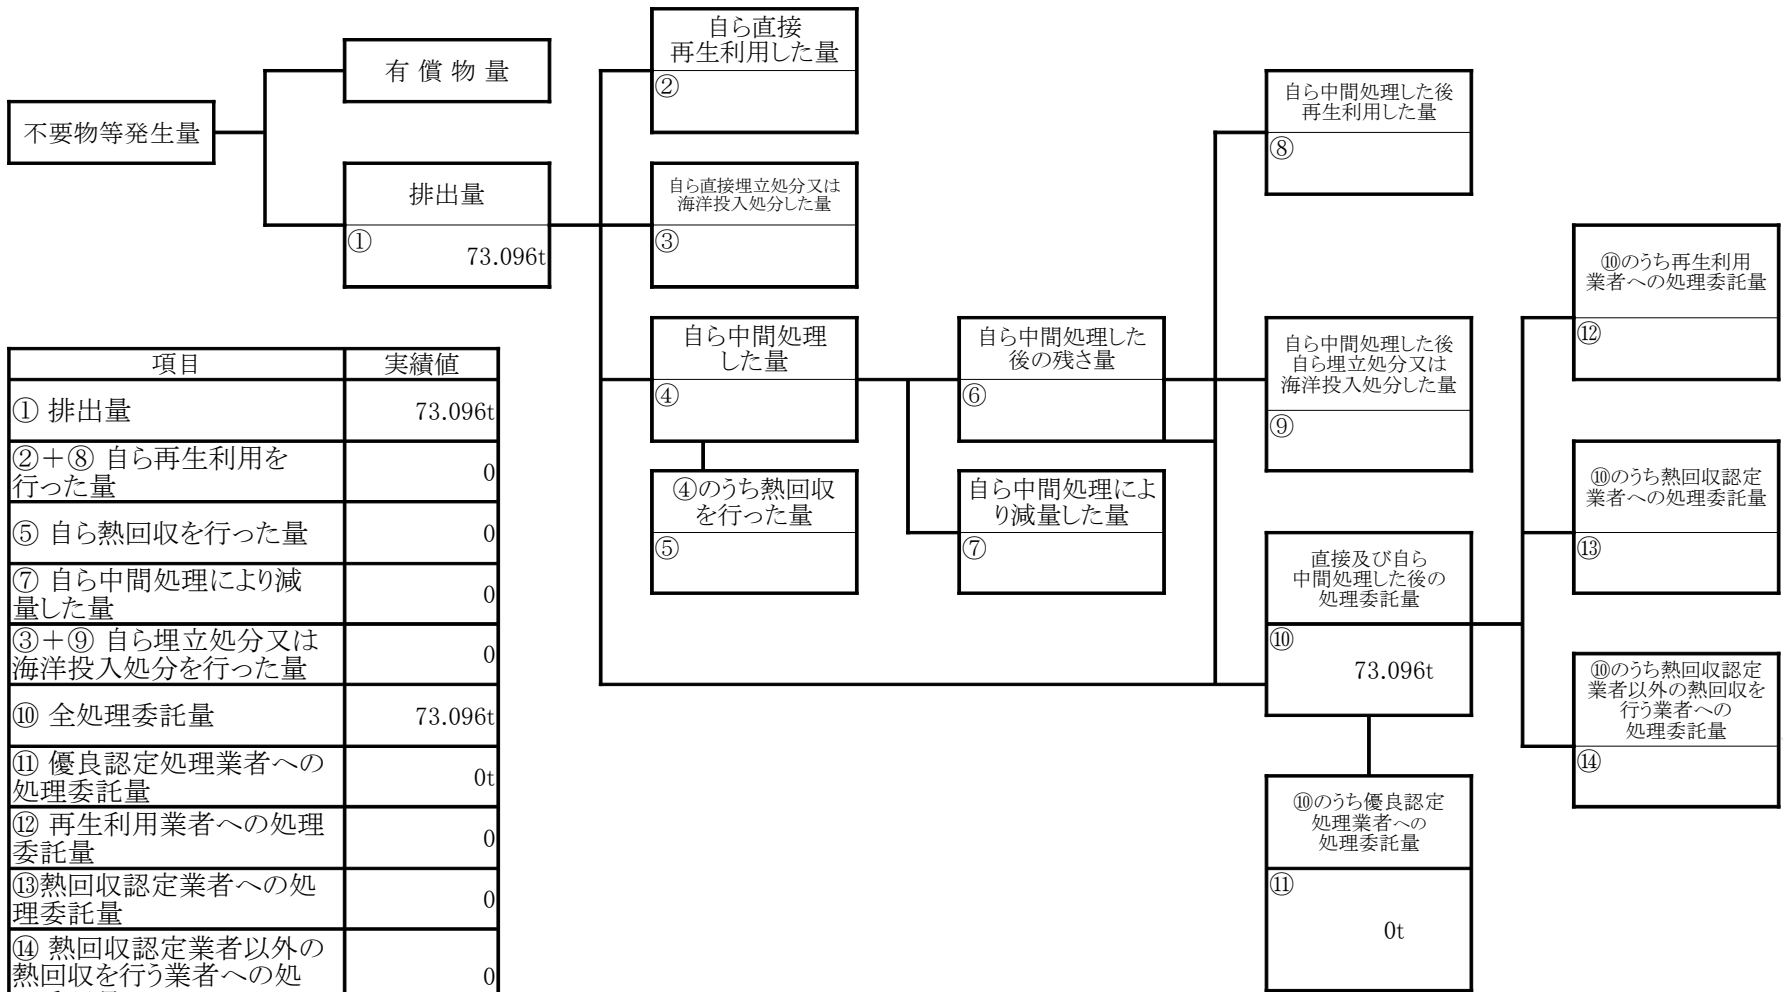 不要物等発生量
有 償 物 量
排出量
①
73.096t
自ら直接
再生利用した量
②
自ら直接埋立処分又は
海洋投入処分した量
③
自ら中間処理
した量
④
④のうち熱回収
を行った量
⑤
自ら中間処理した
後の残さ量
⑥
自ら中間処理によ
り減量した量
⑦
自ら中間処理した後
再生利用した量
⑧
自ら中間処理した後
自ら埋立処分又は
海洋投入処分した量
⑨
直接及び自ら
中間処理した後の
処理委託量
⑩
73.096t
⑩のうち優良認定
処理業者への
処理委託量
⑪
0t
⑩のうち再生利用
業者への処理委託量
⑫
⑩のうち熱回収認定
業者への処理委託量
⑬
⑩のうち熱回収認定
業者以外の熱回収を
行う業者への
処理委託量
⑭
項目 実績値
① 排出量 73.096t
②＋⑧ 自ら再生利用を
行った量 0
⑤ 自ら熱回収を行った量 0
⑦ 自ら中間処理により減
量した量 0
③＋⑨ 自ら埋立処分又は
海洋投入処分を行った量 0
⑩ 全処理委託量 73.096t
⑪ 優良認定処理業者への
処理委託量 0t
⑫ 再生利用業者への処理
委託量 0
⑬熱回収認定業者への処
理委託量 0
⑭ 熱回収認定業者以外の
熱回収を行う業者への処 0